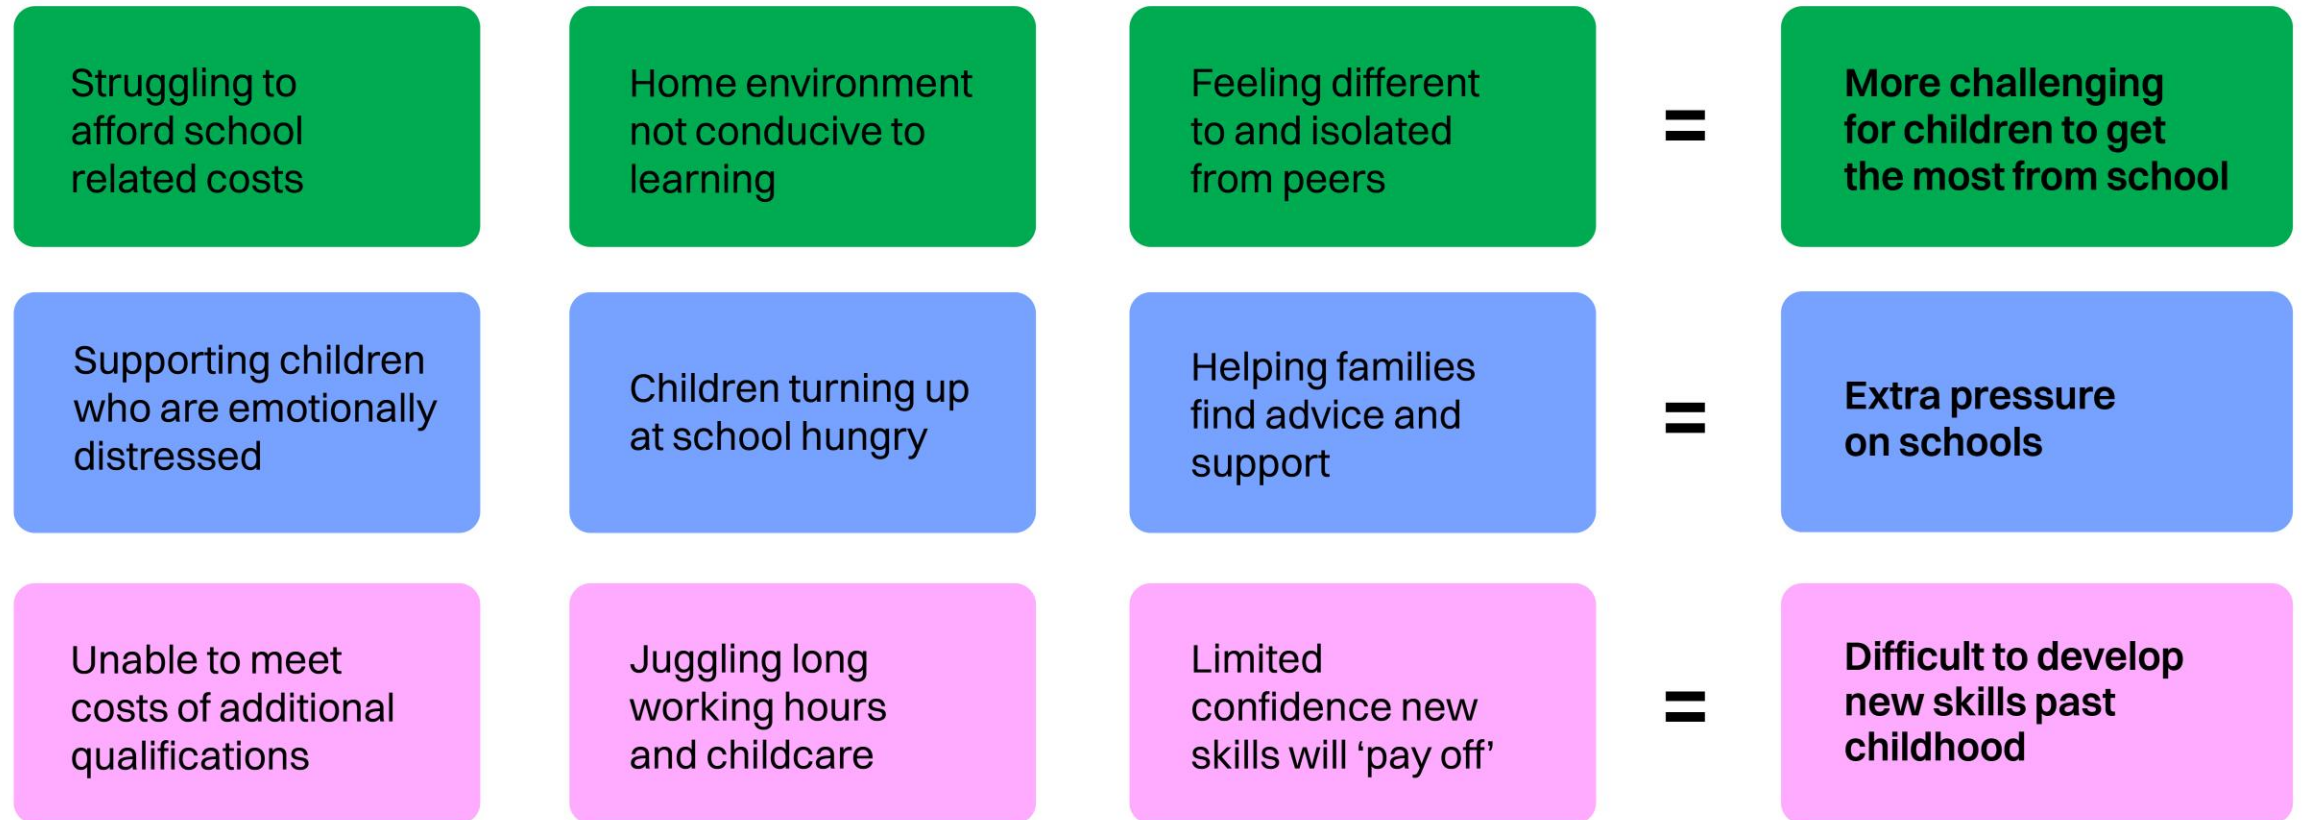 Struggling to
afford school
related costs
Home environment
not conducive to
learning
Feeling different
to and isolated
from peers
=
More challenging
for children to get
the most from school
Supporting children
who are emotionally
distressed
Children turning up
at school hungry
Helping families
find advice and
support
=
Extra pressure
on schools
Unable to meet
costs of additional
qualifications
Juggling long
working hours
and childcare
Limited
confidence new
skills will ‘pay off’
=
Difficult to develop
new skills past
childhood